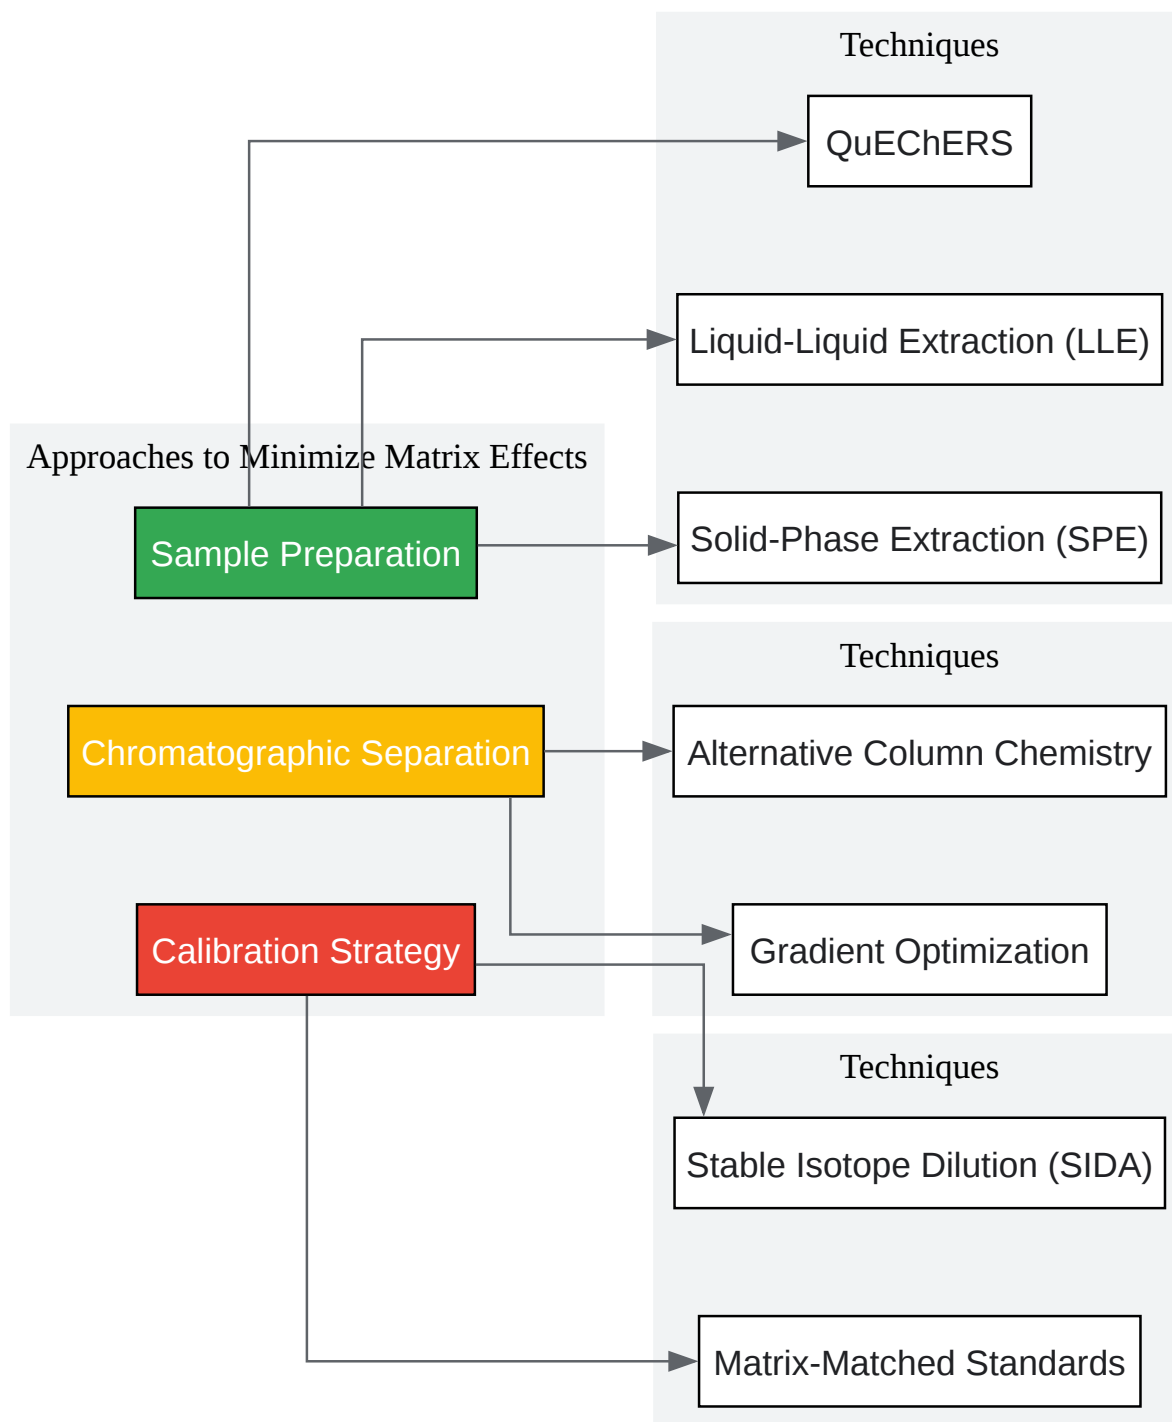 Techniques
QuEChERS
Liquid-Liquid Extraction (LLE)
Approaches to Minimize Matrix Effects
Sample Preparation
Solid-Phase Extraction (SPE)
Techniques
Chromatographic Separation
Alternative Column Chemistry
Calibration Strategy
Gradient Optimization
Techniques
Stable Isotope Dilution (SIDA)
Matrix-Matched Standards